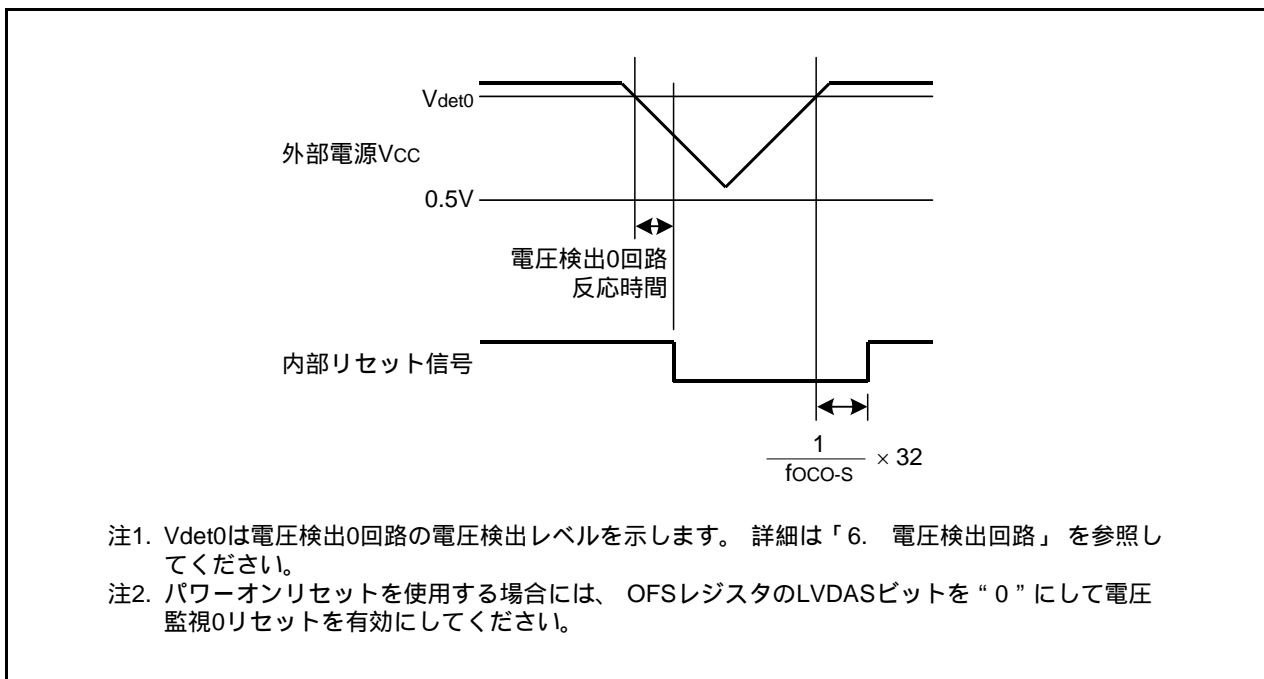 Vdet0
外部電源VCC
0.5V
電圧検出0回路
反応時間
内部リセット信号
1
fOCO-S
× 32
注1. Vdet0は電圧検出0回路の電圧検出レベルを示します。 詳細は「6. 電圧検出回路」 を参照し
てください。
注2. パワーオンリセットを使用する場合には、 OFSレジスタのLVDASビットを “ 0 ” にして電圧
監視0リセットを有効にしてください。